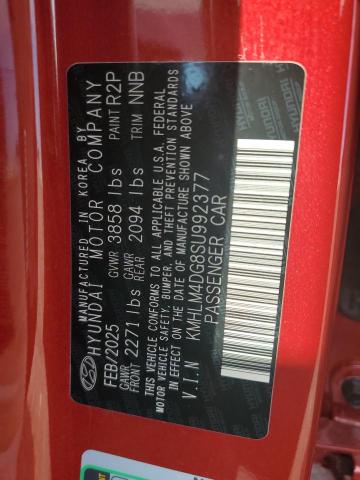 MANUFACTURED IN KOREA BY
HYUNDAI MOTOR COMPANY
FEB/2025 GVWR 3858 lbs PAINT R2P
GAWR FRONT 2271 lbs GAWR REAR 2094 lbs TRIM NNB
THIS VEHICLE CONFORMS TO ALL APPLICABLE U.S.A. FEDERAL
MOTOR VEHICLE SAFETY, BUMPER, AND THEFT PREVENTION STANDARDS
IN EFFECT ON THE DATE OF MANUFACTURE SHOWN ABOVE
V.I.N KMHLM4DG8SU992377
PASSENGER CAR
HYUNDAI